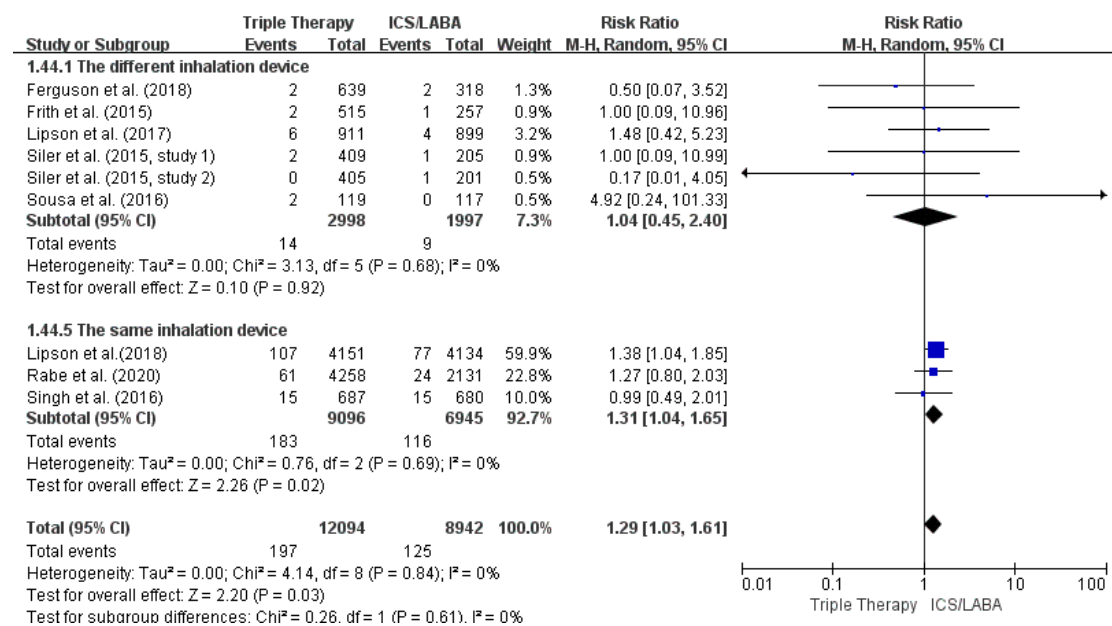 Triple Therapy ICS/LABA Risk Ratio Risk Ratio
Study or Subgroup Events Total Events Total Weight M-H, Random, 95% CI M-H, Random, 95% CI
1.44.1 The different inhalation device
Ferguson et al. (2018) 2 639 2 318 1.3% 0.50 [0.07, 3.52]
Frith et al. (2015) 2 515 1 257 0.9% 1.00 [0.09, 10.96]
Lipson et al. (2017) 6 911 4 899 3.2% 1.48 [0.42, 5.23]
Siler et al. (2015, study 1) 2 409 1 205 0.9% 1.00 [0.09, 10.99]
Siler et al. (2015, study 2) 0 405 1 201 0.5% 0.17 [0.01, 4.05]
Sousa et al. (2016) 2 119 0 117 0.5% 4.92 [0.24, 101.33]
Subtotal (95% CI) 2998 1997 7.3% 1.04 [0.45, 2.40]
Total events 14 9
Heterogeneity: Tau² = 0.00; Chi² = 3.13, df = 5 (P = 0.68); I² = 0%
Test for overall effect: Z = 0.10 (P = 0.92)
1.44.5 The same inhalation device
Lipson et al.(2018) 107 4151 77 4134 59.9% 1.38 [1.04, 1.85]
Rabe et al. (2020) 61 4258 24 2131 22.8% 1.27 [0.80, 2.03]
Singh et al. (2016) 15 687 15 680 10.0% 0.99 [0.49, 2.01]
Subtotal (95% CI) 9096 6945 92.7% 1.31 [1.04, 1.65]
Total events 183 116
Heterogeneity: Tau² = 0.00; Chi² = 0.76, df = 2 (P = 0.69); I² = 0%
Test for overall effect: Z = 2.26 (P = 0.02)
Total (95% CI) 12094 8942 100.0% 1.29 [1.03, 1.61]
Total events 197 125
Heterogeneity: Tau² = 0.00; Chi² = 4.14, df = 8 (P = 0.84); I² = 0%
Test for overall effect: Z = 2.20 (P = 0.03)
Test for subgroup differences: Chi² = 0.26, df = 1 (P = 0.61), I² = 0%
0.01 0.1 1 10 100
Triple Therapy ICS/LABA